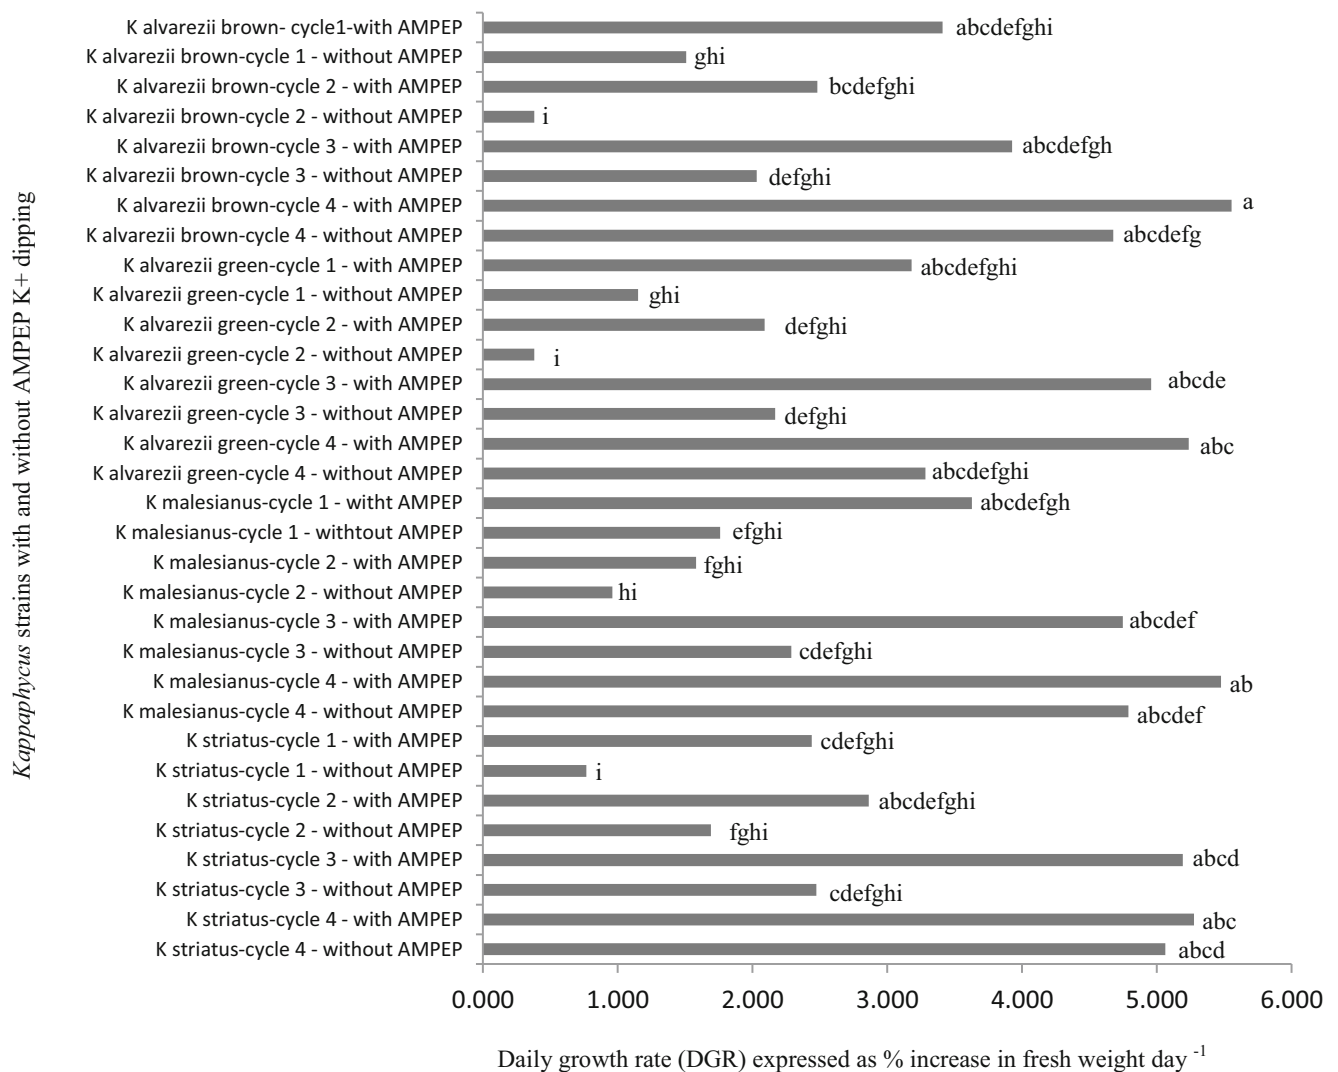 K alvarezii brown- cycle1-with AMPEP abcdefghi
K alvarezii brown-cycle 1 - without AMPEP ghi
K alvarezii brown-cycle 2 - with AMPEP bcdefghi
K alvarezii brown-cycle 2 - without AMPEP i
K alvarezii brown-cycle 3 - with AMPEP abcdefgh
K alvarezii brown-cycle 3 - without AMPEP defghi
K alvarezii brown-cycle 4 - with AMPEP a
K alvarezii brown-cycle 4 - without AMPEP abcdefg
K alvarezii green-cycle 1 - with AMPEP abcdefghi
K alvarezii green-cycle 1 - without AMPEP ghi
K alvarezii green-cycle 2 - with AMPEP defghi
K alvarezii green-cycle 2 - without AMPEP i
K alvarezii green-cycle 3 - with AMPEP abcde
K alvarezii green-cycle 3 - without AMPEP defghi
K alvarezii green-cycle 4 - with AMPEP abc
K alvarezii green-cycle 4 - without AMPEP abcdefghi
K malesianus-cycle 1 - witht AMPEP abcdefgh
K malesianus-cycle 1 - withtout AMPEP efghi
K malesianus-cycle 2 - with AMPEP fghi
K malesianus-cycle 2 - without AMPEP hi
K malesianus-cycle 3 - with AMPEP abcdef
K malesianus-cycle 3 - without AMPEP cdefghi
K malesianus-cycle 4 - with AMPEP ab
K malesianus-cycle 4 - without AMPEP abcdef
K striatus-cycle 1 - with AMPEP cdefghi
K striatus-cycle 1 - without AMPEP i
K striatus-cycle 2 - with AMPEP abcdefghi
K striatus-cycle 2 - without AMPEP fghi
K striatus-cycle 3 - with AMPEP abcd
K striatus-cycle 3 - without AMPEP cdefghi
K striatus-cycle 4 - with AMPEP abc
K striatus-cycle 4 - without AMPEP abcd
Kappaphycus strains with and without AMPEP K+ dipping
0.000 1.000 2.000 3.000 4.000 5.000 6.000
Daily growth rate (DGR) expressed as % increase in fresh weight day -1